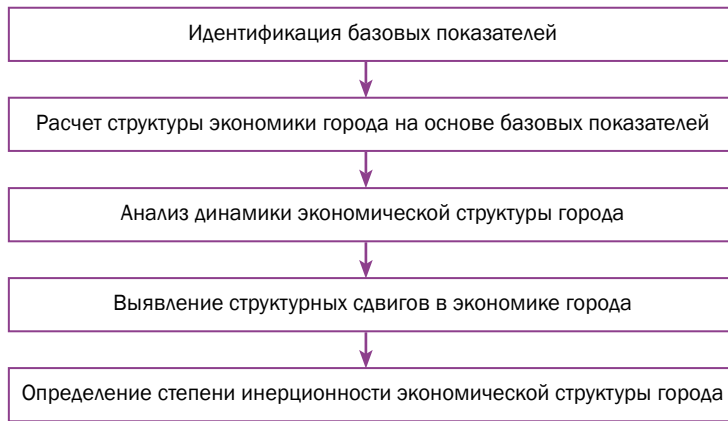 Идентификация базовых показателей
Расчет структуры экономики города на основе базовых показателей
Анализ динамики экономической структуры города
Выявление структурных сдвигов в экономике города
Определение степени инерционности экономической структуры города